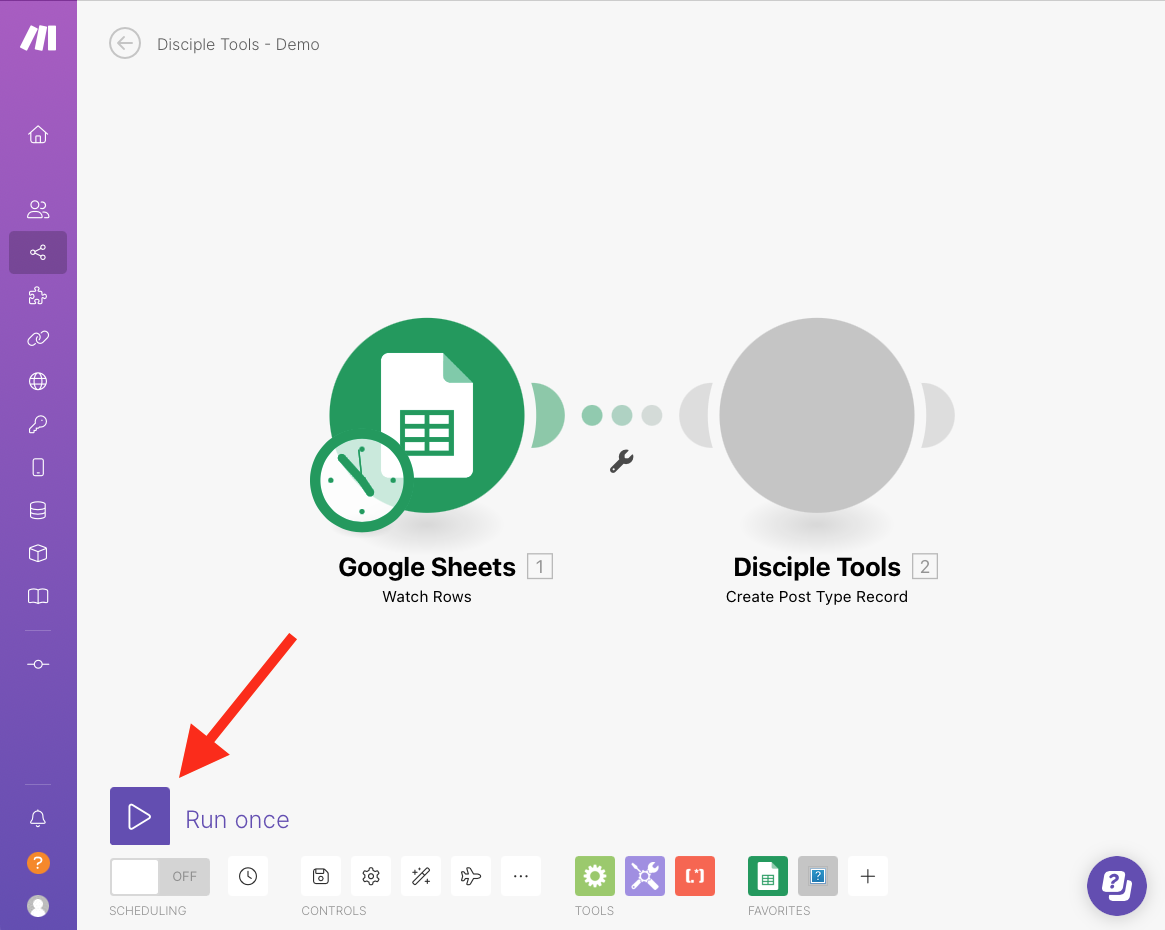 Disciple Tools - Demo
Google Sheets 1
Watch Rows
Disciple Tools 2
Create Post Type Record
Run once
OFF
SCHEDULING
CONTROLS
TOOLS
FAVORITES